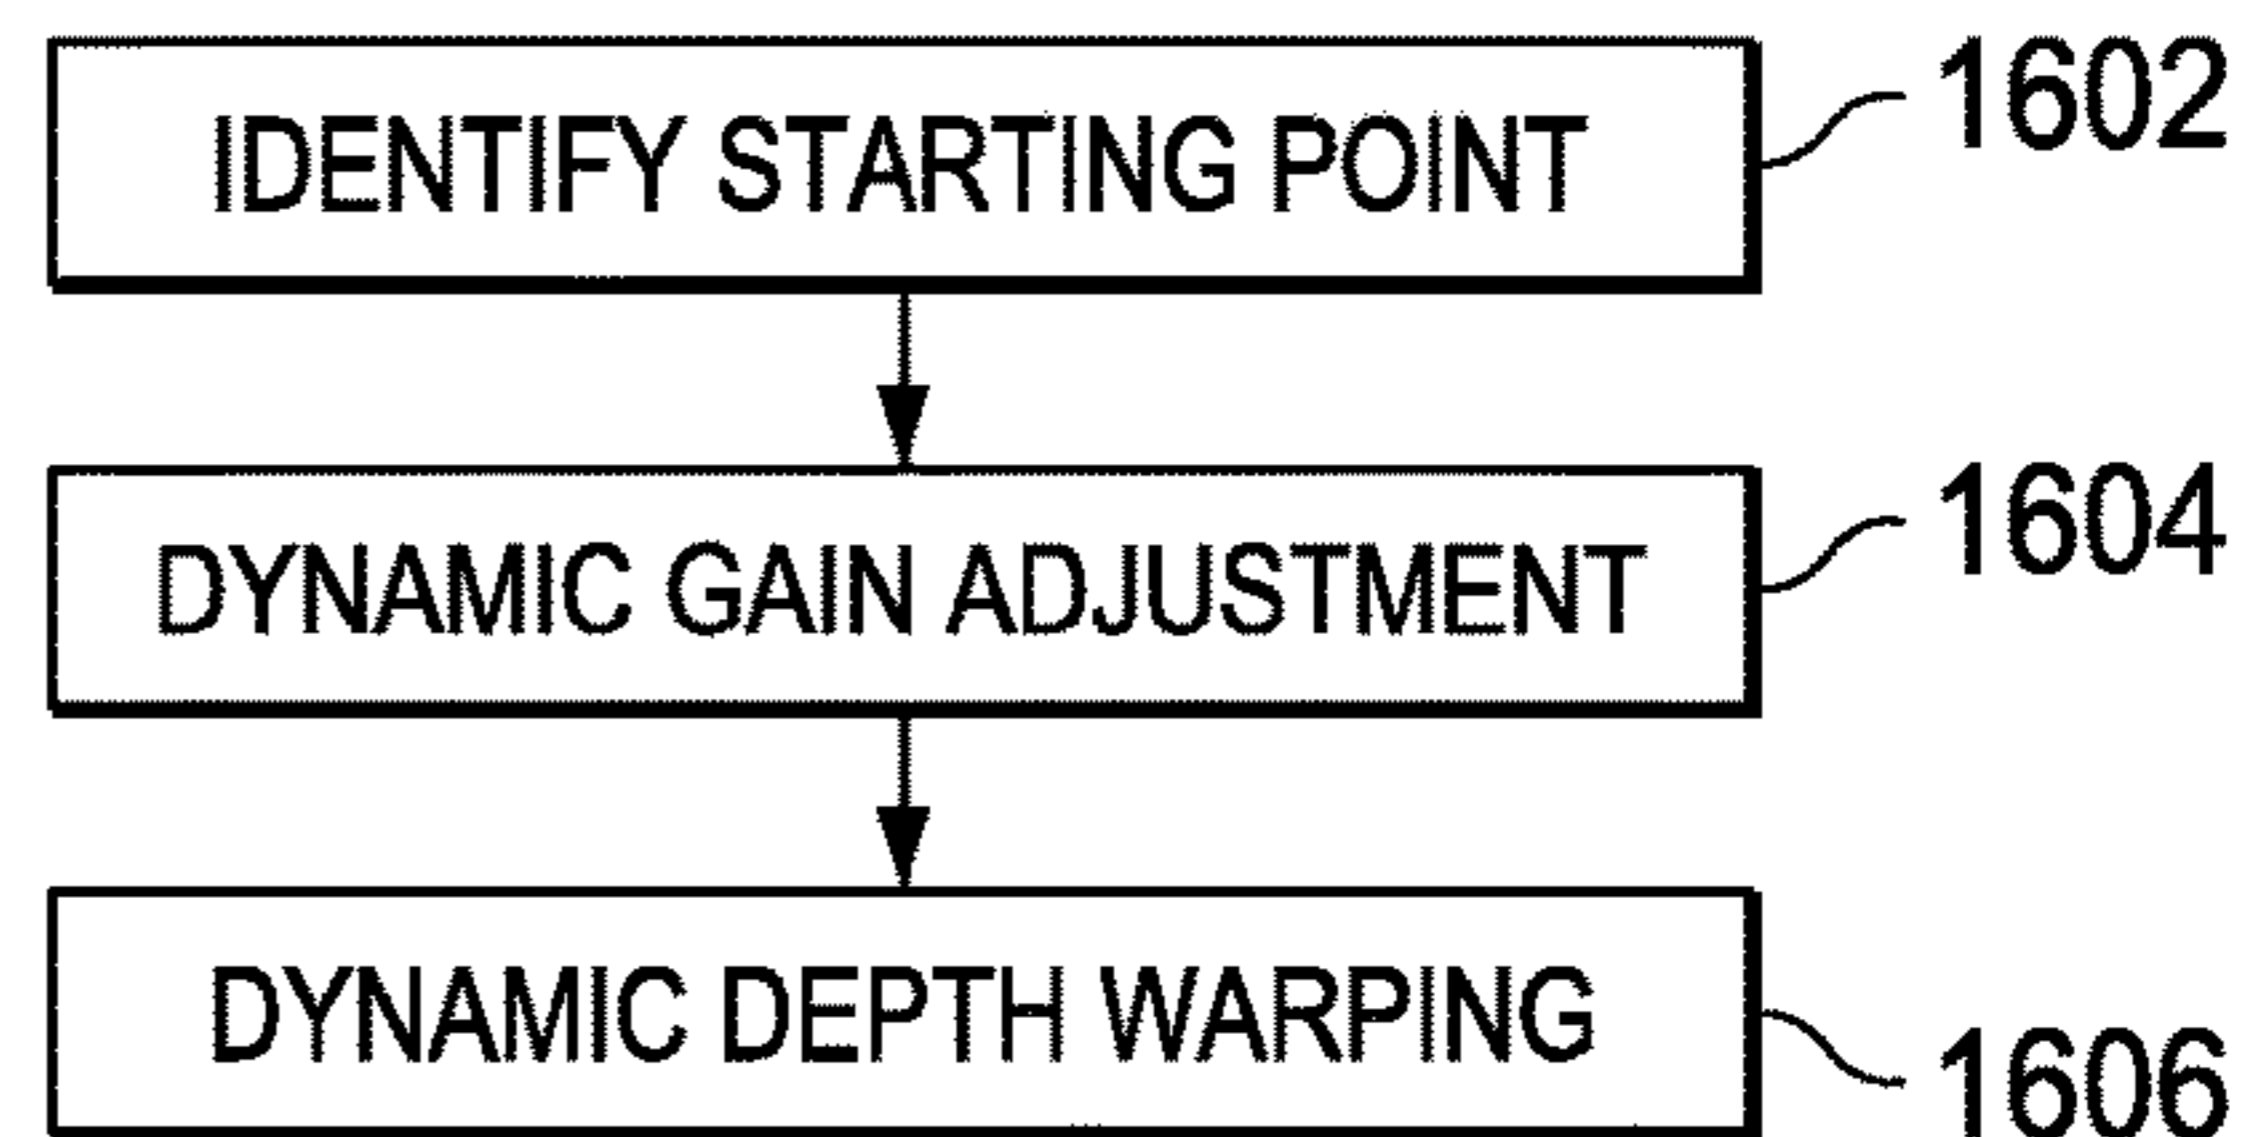 IDENTIFY STARTING POINT 1602
DYNAMIC GAIN ADJUSTMENT 1604
DYNAMIC DEPTH WARPING 1606